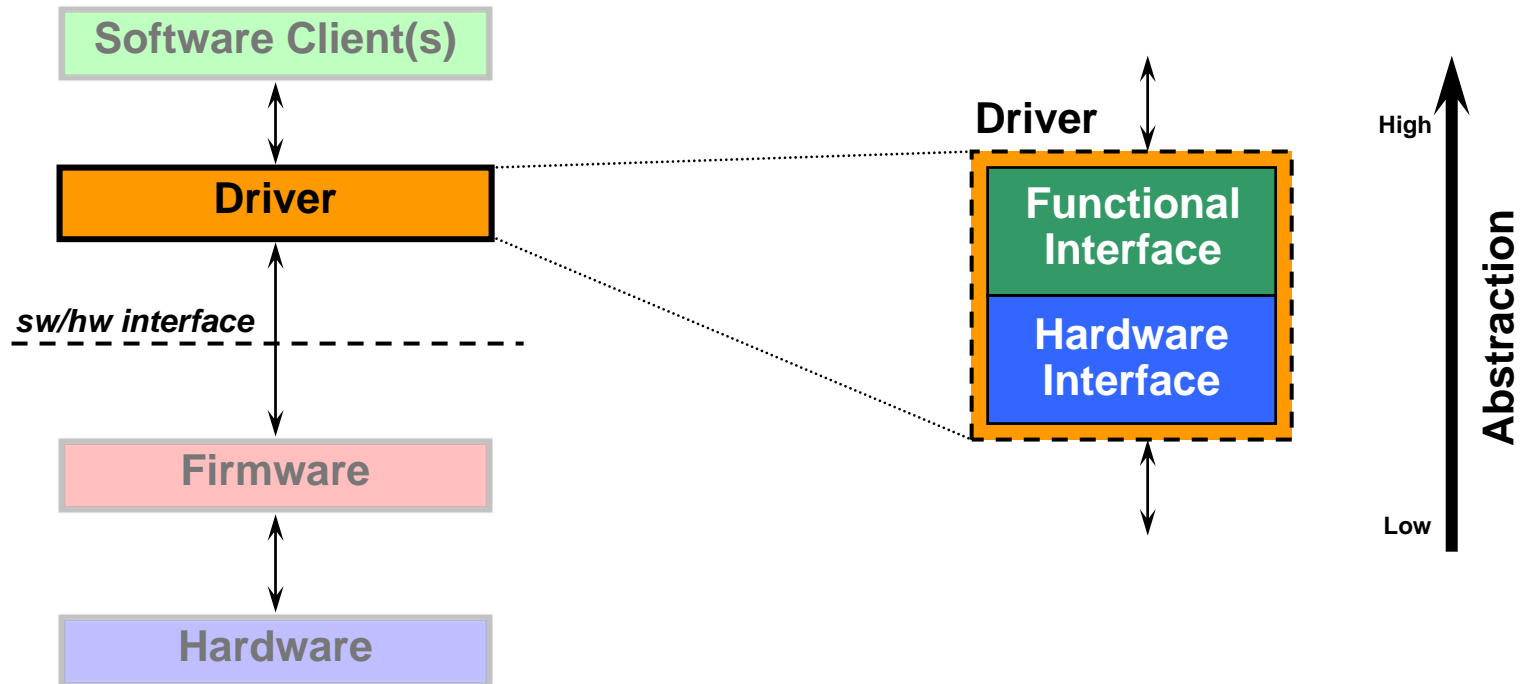 Software Client(s)
Driver
sw/hw interface
Firmware
Hardware
Driver
Functional
Interface
Hardware
Interface
High
Low
Abstraction